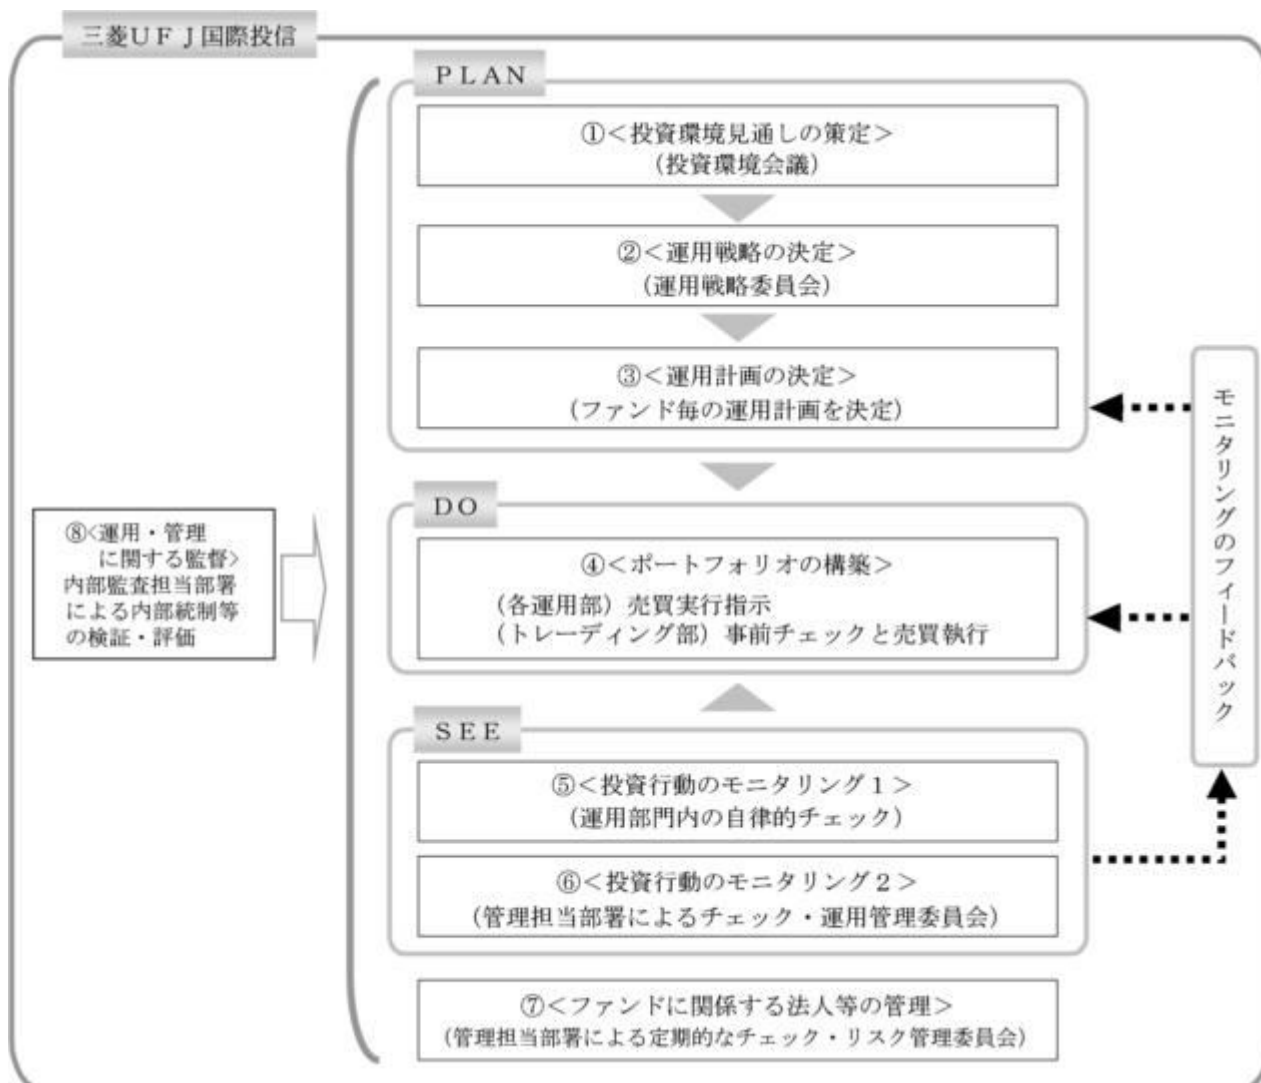 三菱ＵＦＪ国際投信
ＰＬＡＮ
①＜投資環境見通しの策定＞
（投資環境会議）
②＜運用戦略の決定＞
（運用戦略委員会）
③＜運用計画の決定＞
（ファンド毎の運用計画を決定）
ＤＯ
④＜ポートフォリオの構築＞
（各運用部）売買実行指示
（トレーディング部）事前チェックと売買執行
ＳＥＥ
⑤＜投資行動のモニタリング１＞
（運用部門内の自律的チェック）
⑥＜投資行動のモニタリング２＞
（管理担当部署によるチェック・運用管理委員会）
⑦＜ファンドに関係する法人等の管理＞
（管理担当部署による定期的なチェック・リスク管理委員会）
⑧<運用・管理
に関する監督>
内部監査担当部署
による内部統制等
の検証・評価
モニタリングのフィードバック